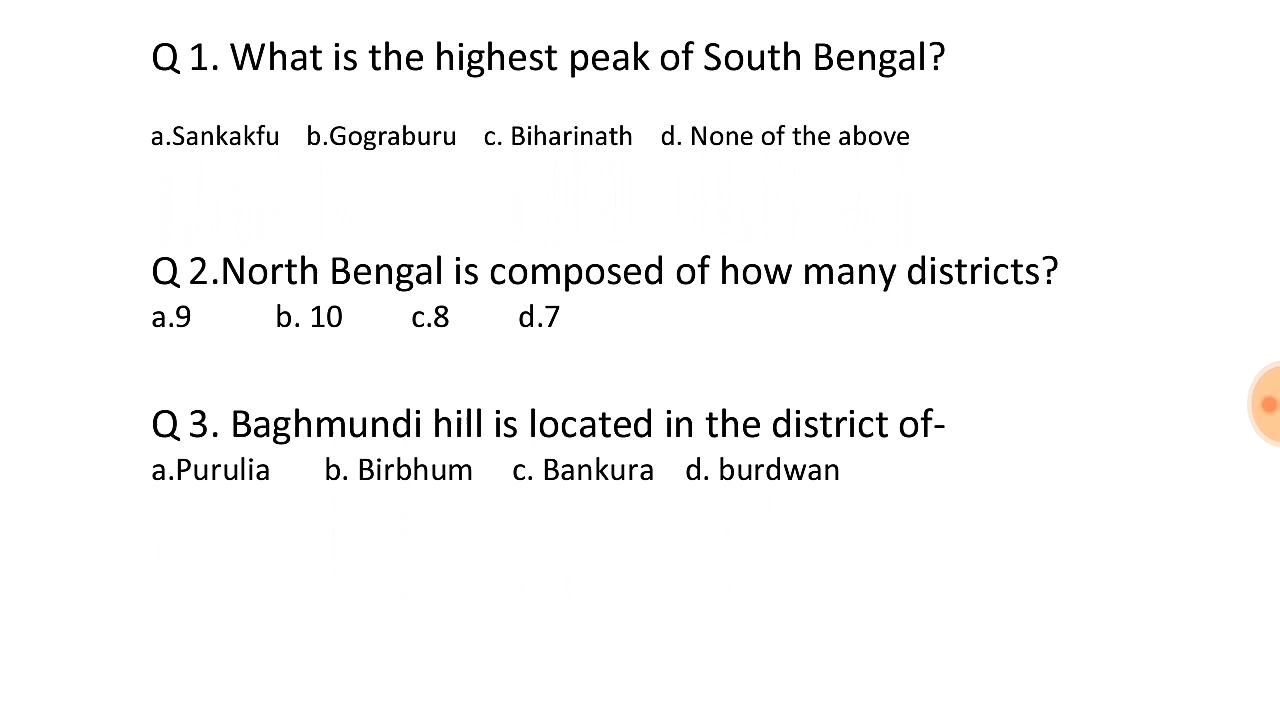 Q 1. What is the highest peak of South Bengal?
a.Sankakfu b.Gograburu c. Biharinath d. None of the above
Q 2.North Bengal is composed of how many districts?
a.9 b. 10 c.8 d.7
Q 3. Baghmundi hill is located in the district of-
a.Purulia b. Birbhum c. Bankura d. burdwan